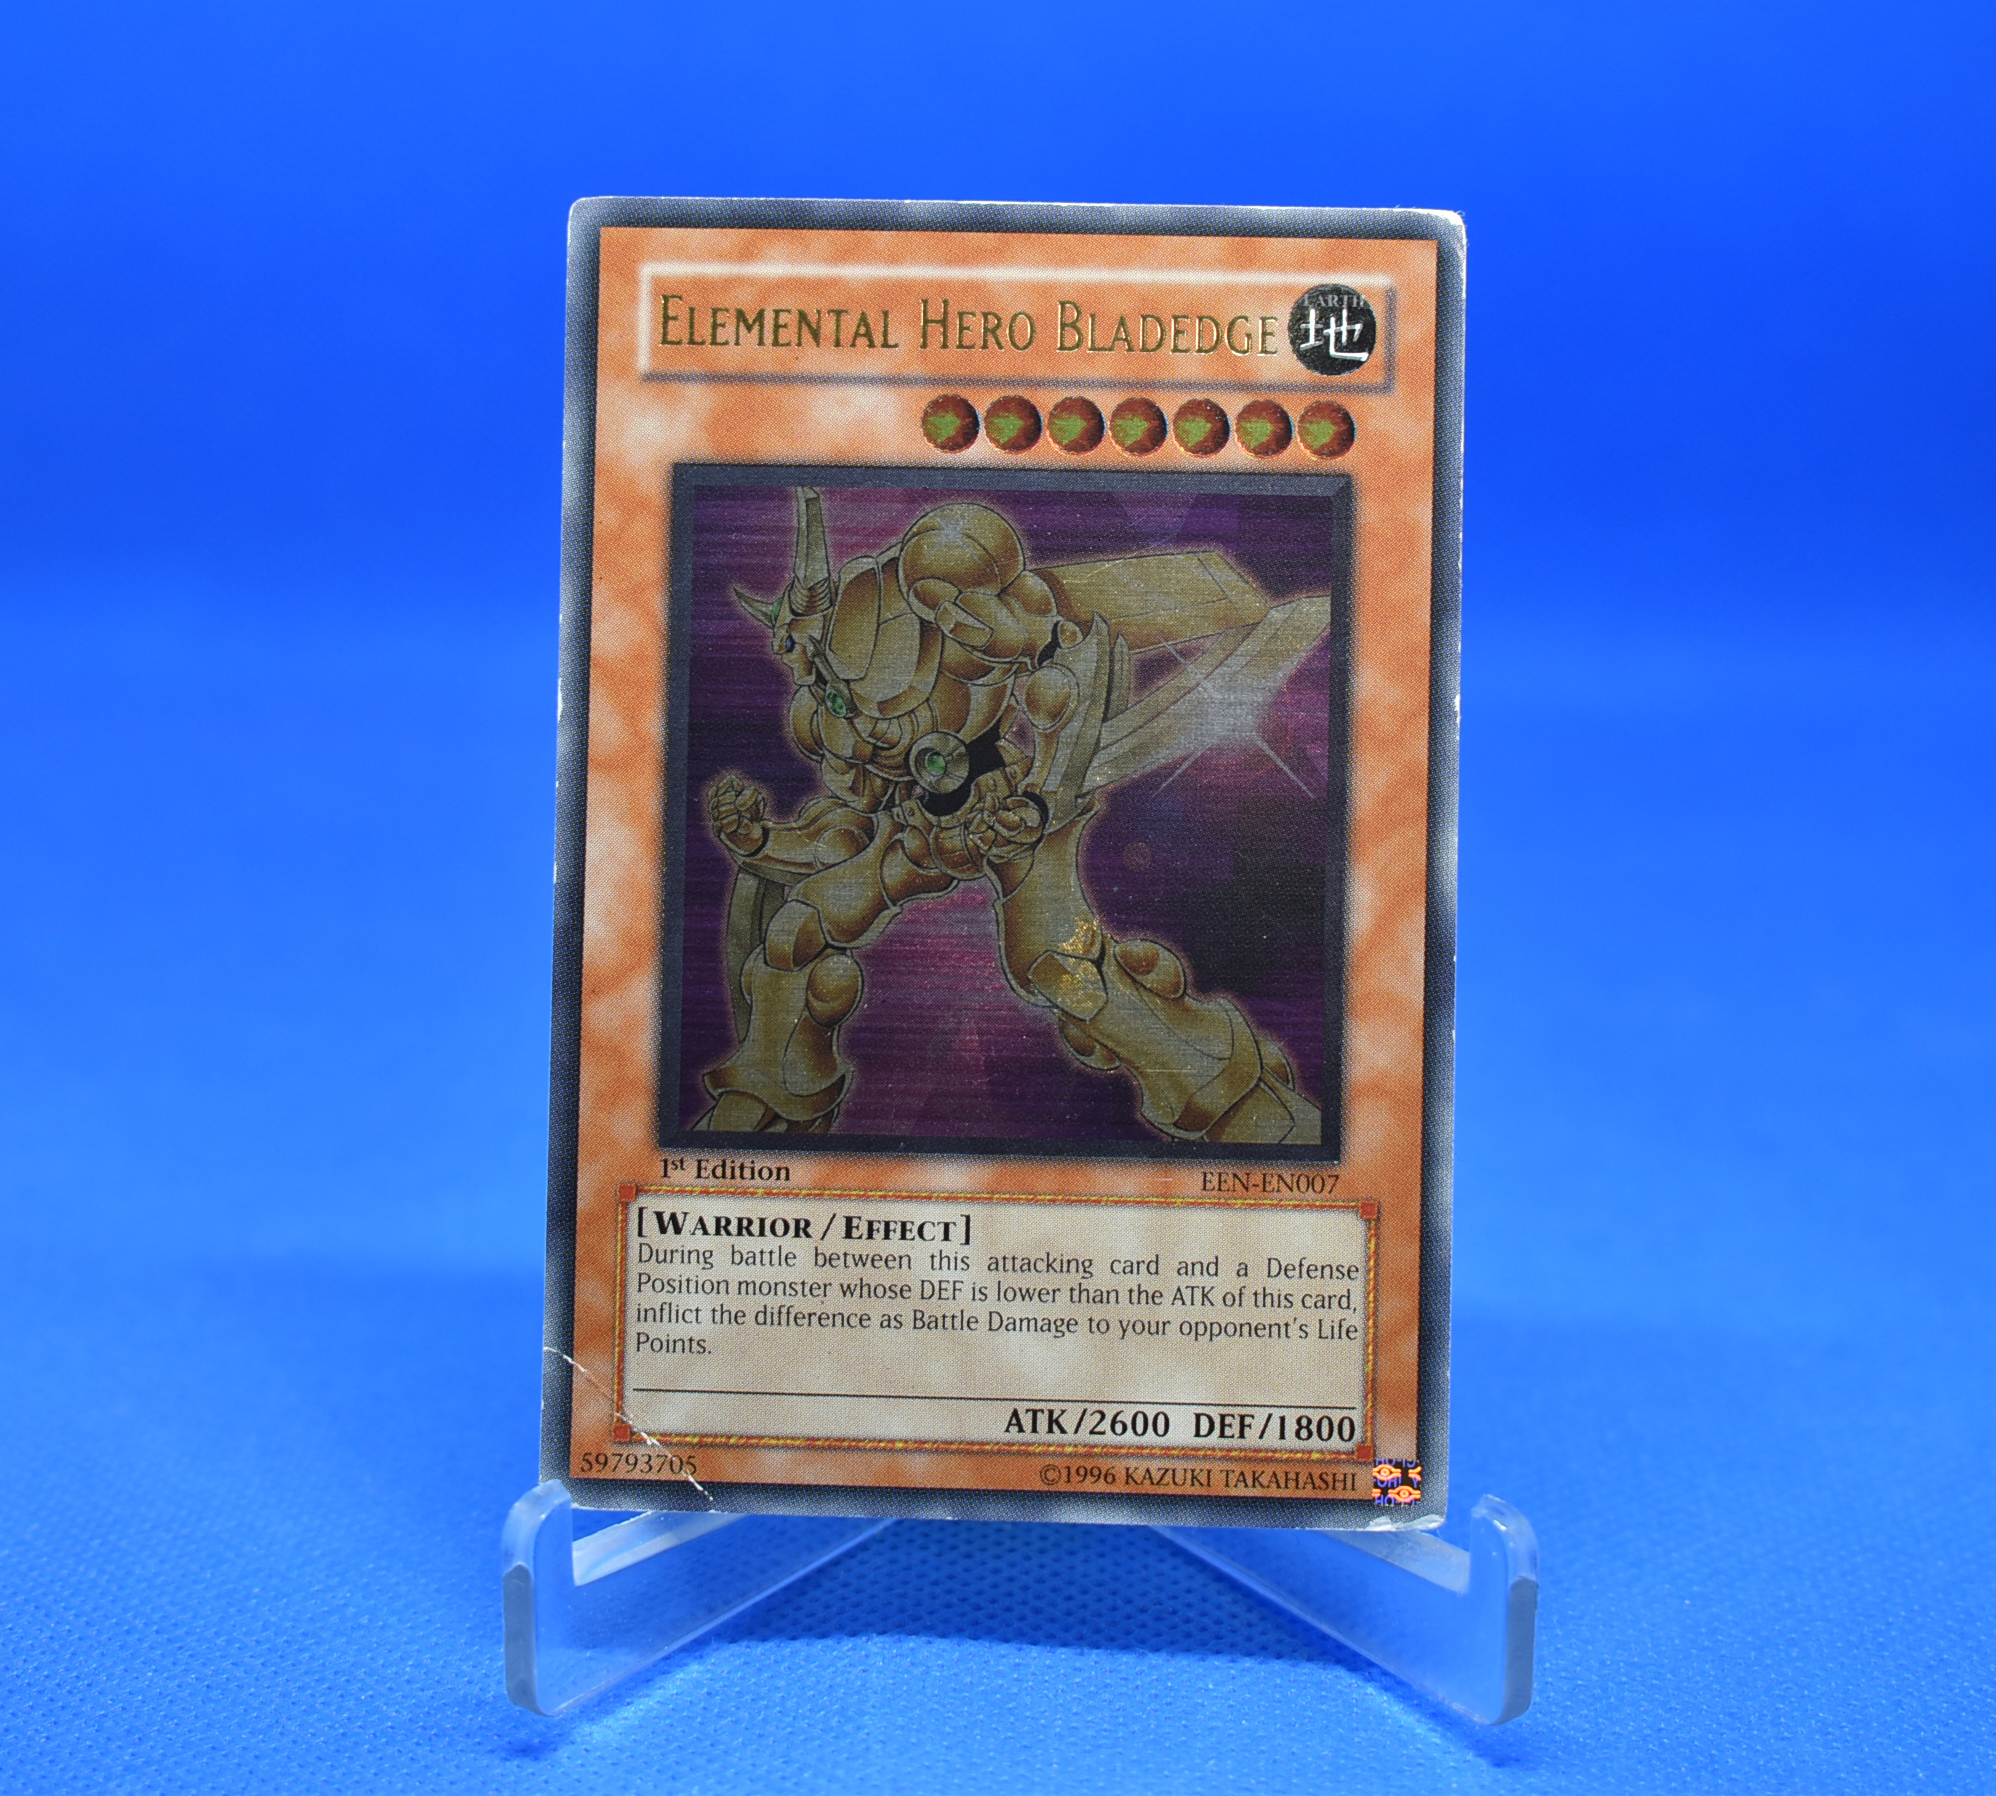 ELEMENTAL HERO BLADEDGE
EARTH
地
1st Edition
EEN-EN007
[WARRIOR/EFFECT]
During battle between this attacking card and a Defense
Position monster whose DEF is lower than the ATK of this card,
inflict the difference as Battle Damage to your opponent's Life
Points.
ATK/2600 DEF/1800
59793705
©1996 KAZUKI TAKAHASHI